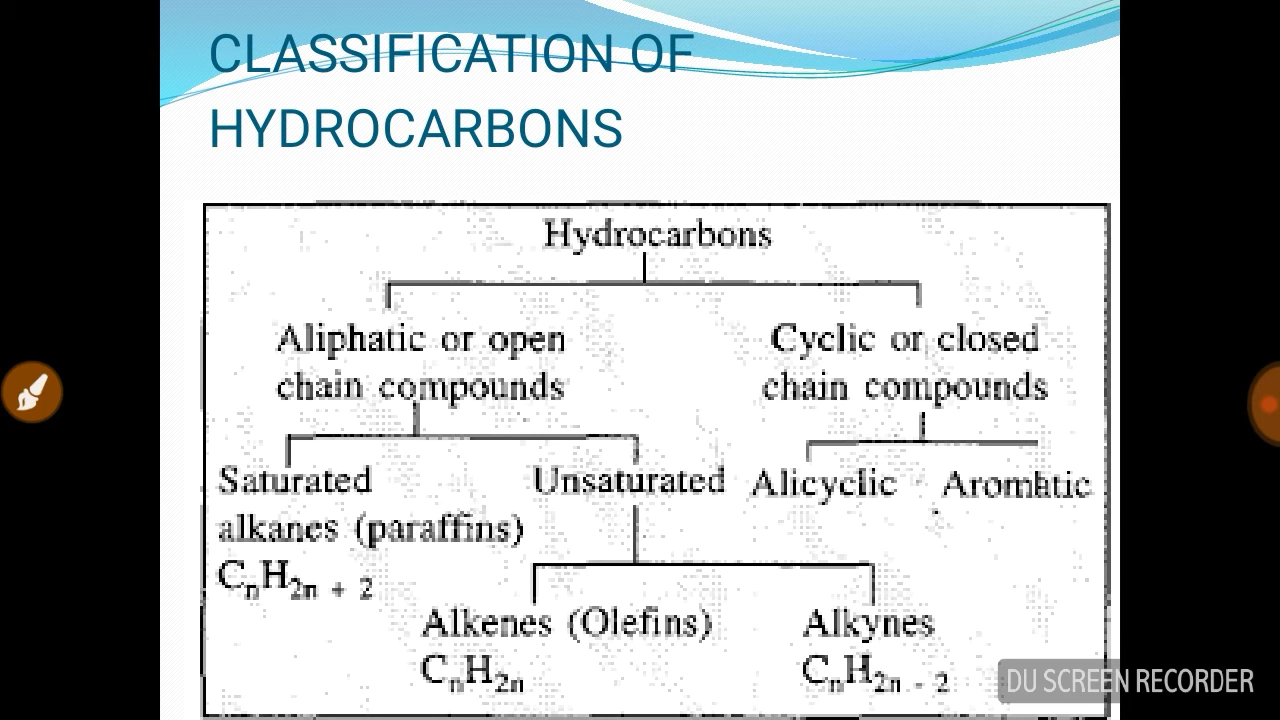 CLASSIFICATION OF
HYDROCARBONS
Hydrocarbons
Aliphatic or open
chain compounds
Cyclic or closed
chain compounds
Saturated
alkanes (paraffins)
CₙH₂ₙ ₊ ₂
Unsaturated
Alkenes (Olefins)
CₙH₂ₙ
Alkynes
CₙH₂ₙ ₋ ₂
Alicyclic
Aromatic
DU SCREEN RECORDER